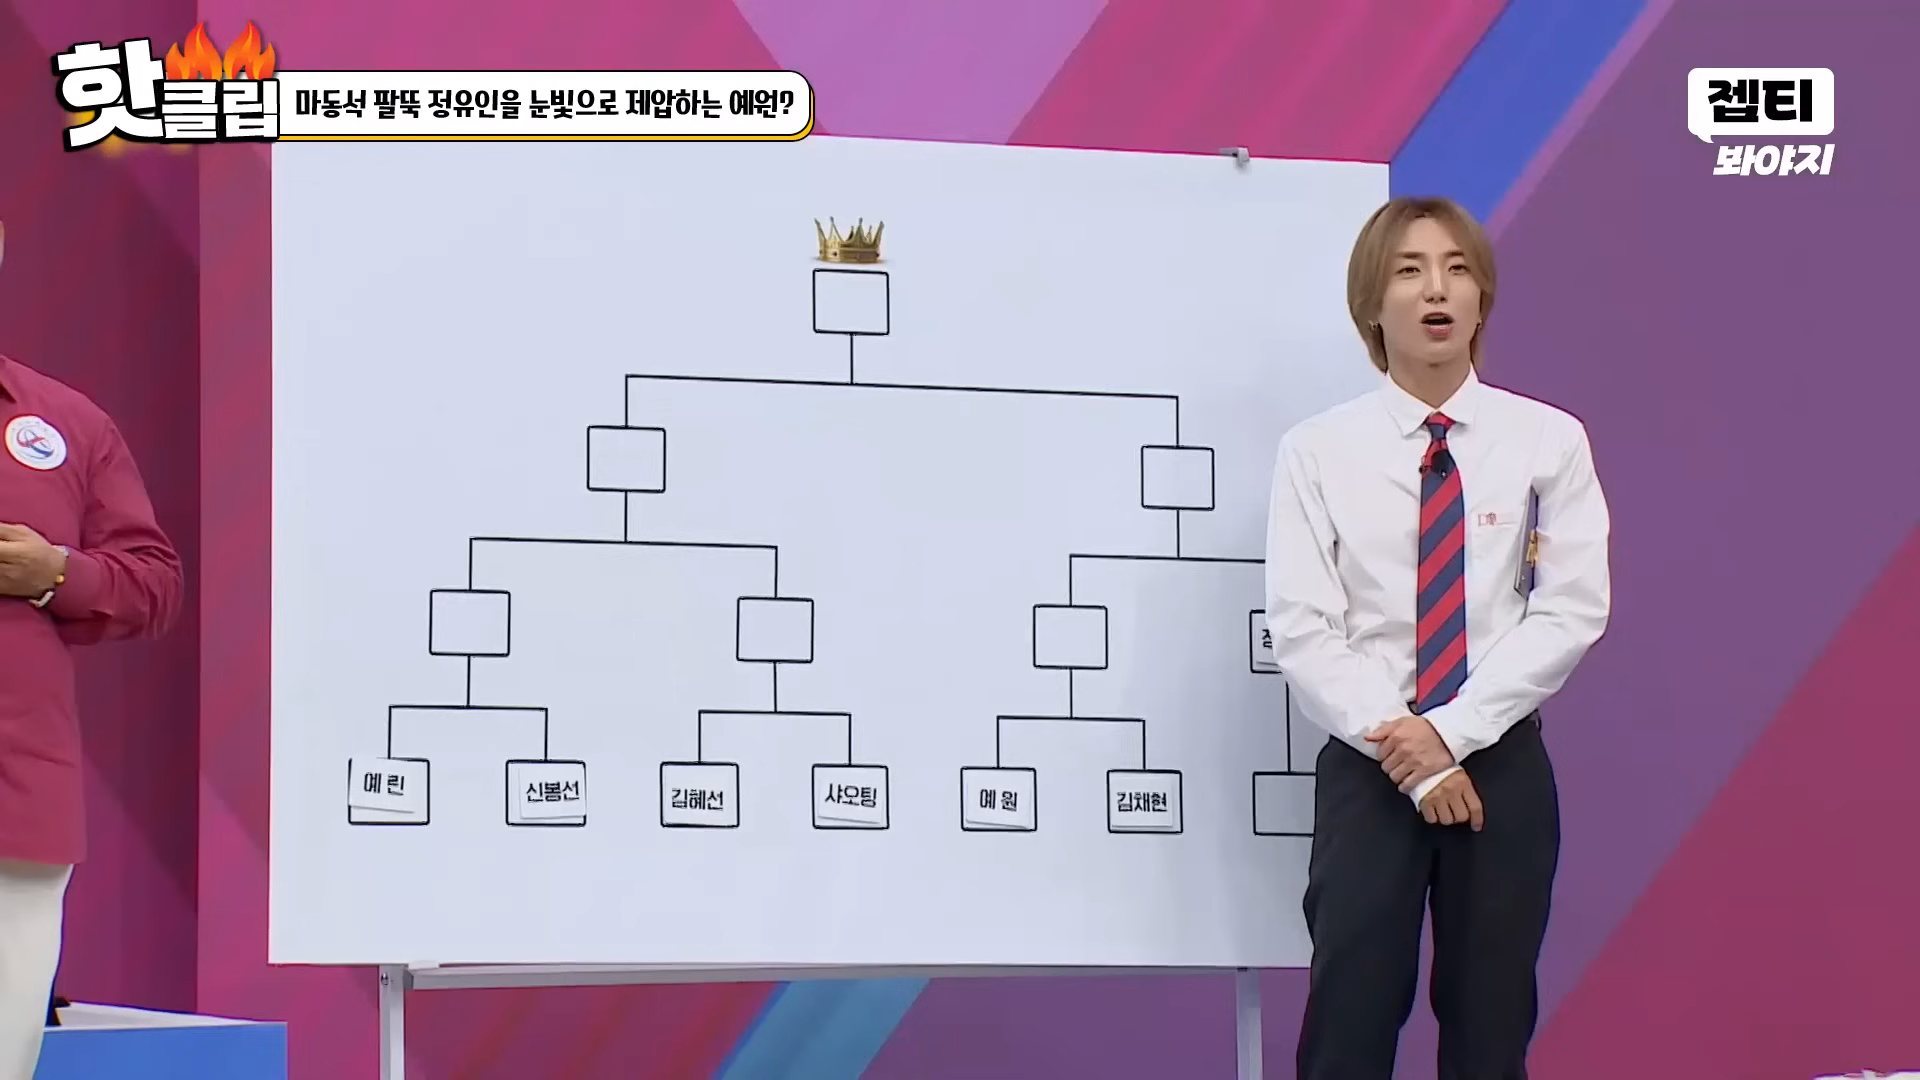 핫클립
마동석 팔뚝 정유인을 눈빛으로 제압하는 예원?
젭티
봐야지
예린
신봉선
김혜선
샤오팅
예원
김채현